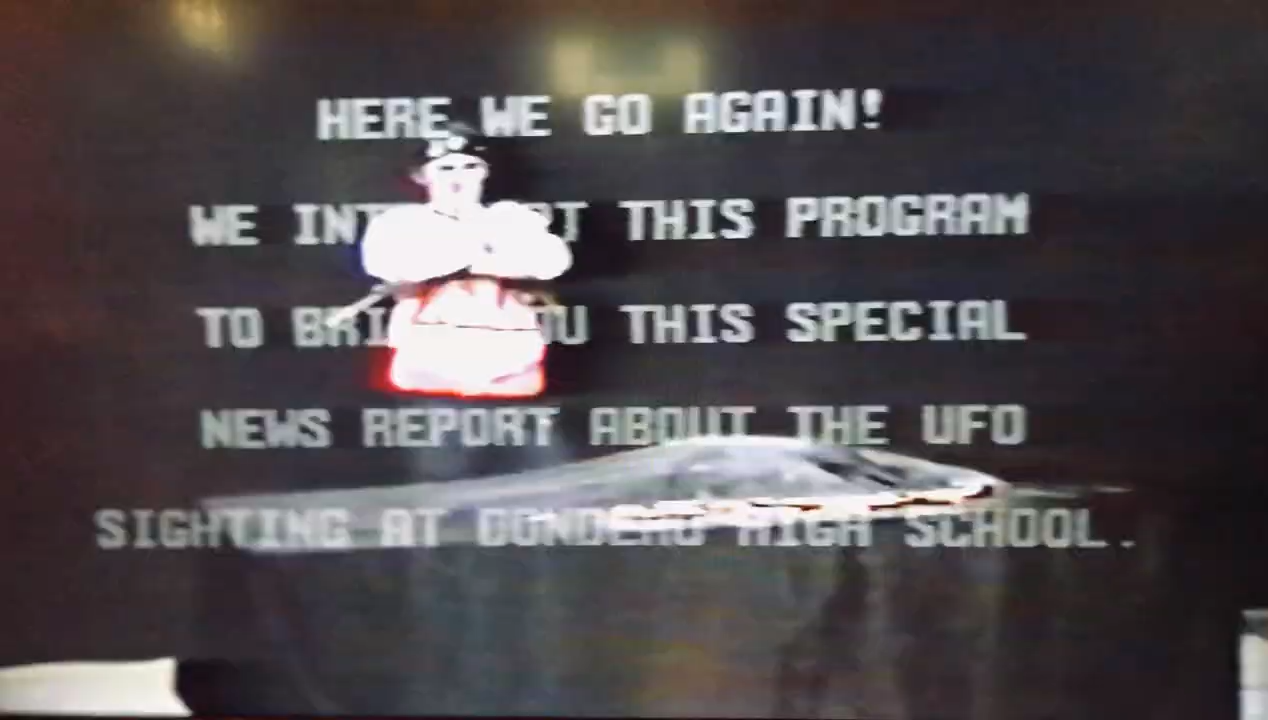 HERE WE GO AGAIN!
WE THIS PROGRAM
TO THIS SPECIAL
NEWS REPORT ABOUT THE UFO
SIGHTING AT DONDERO HIGH SCHOOL.